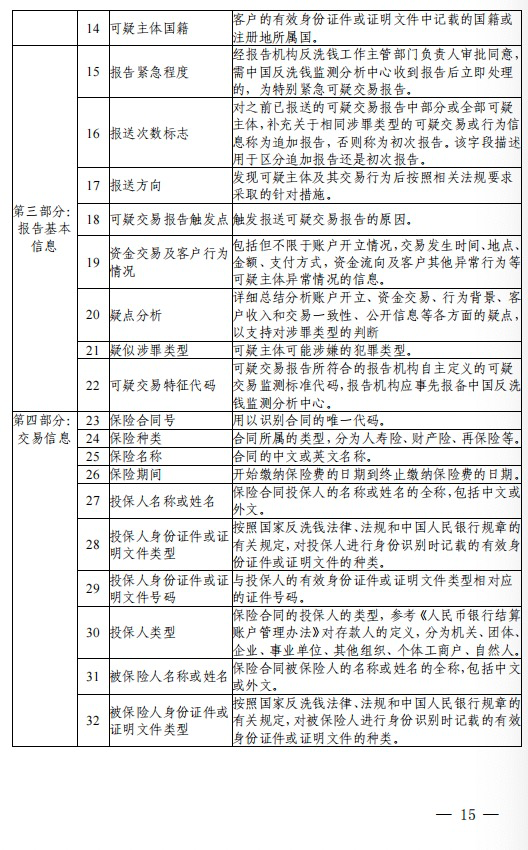 14 可疑主体国籍 客户的有效身份证件或证明文件中记载的国籍或
注册地所属国。
第三部分：
报告基本
信息
15 报告紧急程度 经报告机构反洗钱工作主管部门负责人审批同意，
需中国反洗钱监测分析中心收到报告后立即处理
的，为特别紧急可疑交易报告。
16 报送次数标志 对之前已报送的可疑交易报告中部分或全部可疑
主体，补充关于相同涉罪类型的可疑交易或行为信
息称为追加报告，否则称为初次报告。该字段描述
用于区分追加报告还是初次报告。
17 报送方向 发现可疑主体及其交易行为后按照相关法规要求
采取的针对措施。
18 可疑交易报告触发点 触发报送可疑交易报告的原因。
19 资金交易及客户行为
情况
包括但不限于账户开立情况，交易发生时间、地点、
金额、支付方式，资金流向及客户其他异常行为等
可疑主体异常情况的信息。
20 疑点分析 详细总结分析账户开立、资金交易、行为背景、客
户收入和交易一致性、公开信息等各方面的疑点，
以支持对涉罪类型的判断
21 疑似涉罪类型 可疑主体可能涉嫌的犯罪类型。
22 可疑交易特征代码 可疑交易报告所符合的报告机构自主定义的可疑
交易监测标准代码，报告机构应事先报备中国反洗
钱监测分析中心。
第四部分：
交易信息
23 保险合同号 用以识别合同的唯一代码。
24 保险种类 合同所属的类型，分为人寿险、财产险、再保险等。
25 保险名称 合同的中文或英文名称。
26 保险期间 开始缴纳保险费的日期到终止缴纳保险费的日期。
27 投保人名称或姓名 保险合同投保人的名称或姓名的全称，包括中文或
外文。
28 投保人身份证件或证
明文件类型
按照国家反洗钱法律、法规和中国人民银行规章的
有关规定，对投保人进行身份识别时记载的有效身
份证件或证明文件的种类。
29 投保人身份证件或证
明文件号码
与投保人的有效身份证件或证明文件类型相对应
的证件号码。
30 投保人类型 保险合同的投保人的类型，参考《人民币银行结算
账户管理办法》对存款人的定义，分为机关、团体、
企业、事业单位、其他组织、个体工商户、自然人。
31 被保险人名称或姓名 保险合同被保险人的名称或姓名的全称，包括中文
或外文。
32 被保险人身份证件或
证明文件类型
按照国家反洗钱法律、法规和中国人民银行规章的
有关规定，对被保险人进行身份识别时记载的有效
身份证件或证明文件的种类。
— 15 —